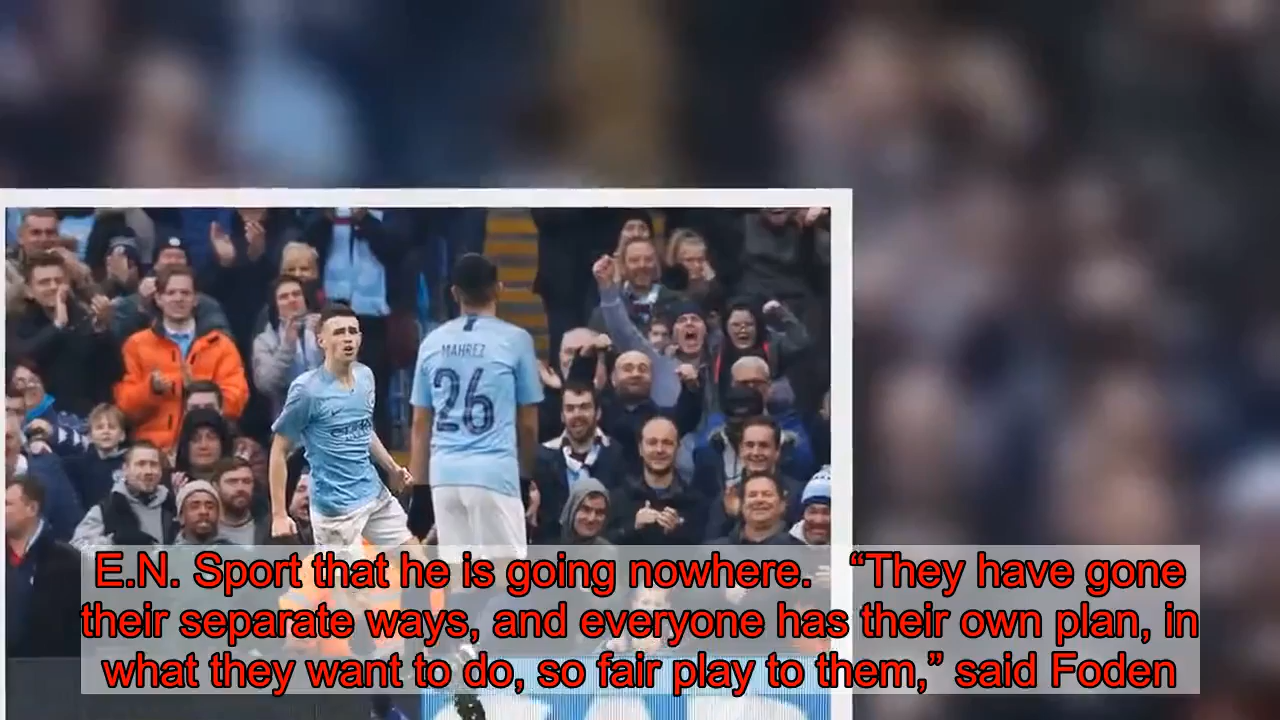 MAHREZ
26
E.N. Sport that he is going nowhere. “They have gone
their separate ways, and everyone has their own plan, in
what they want to do, so fair play to them,” said Foden